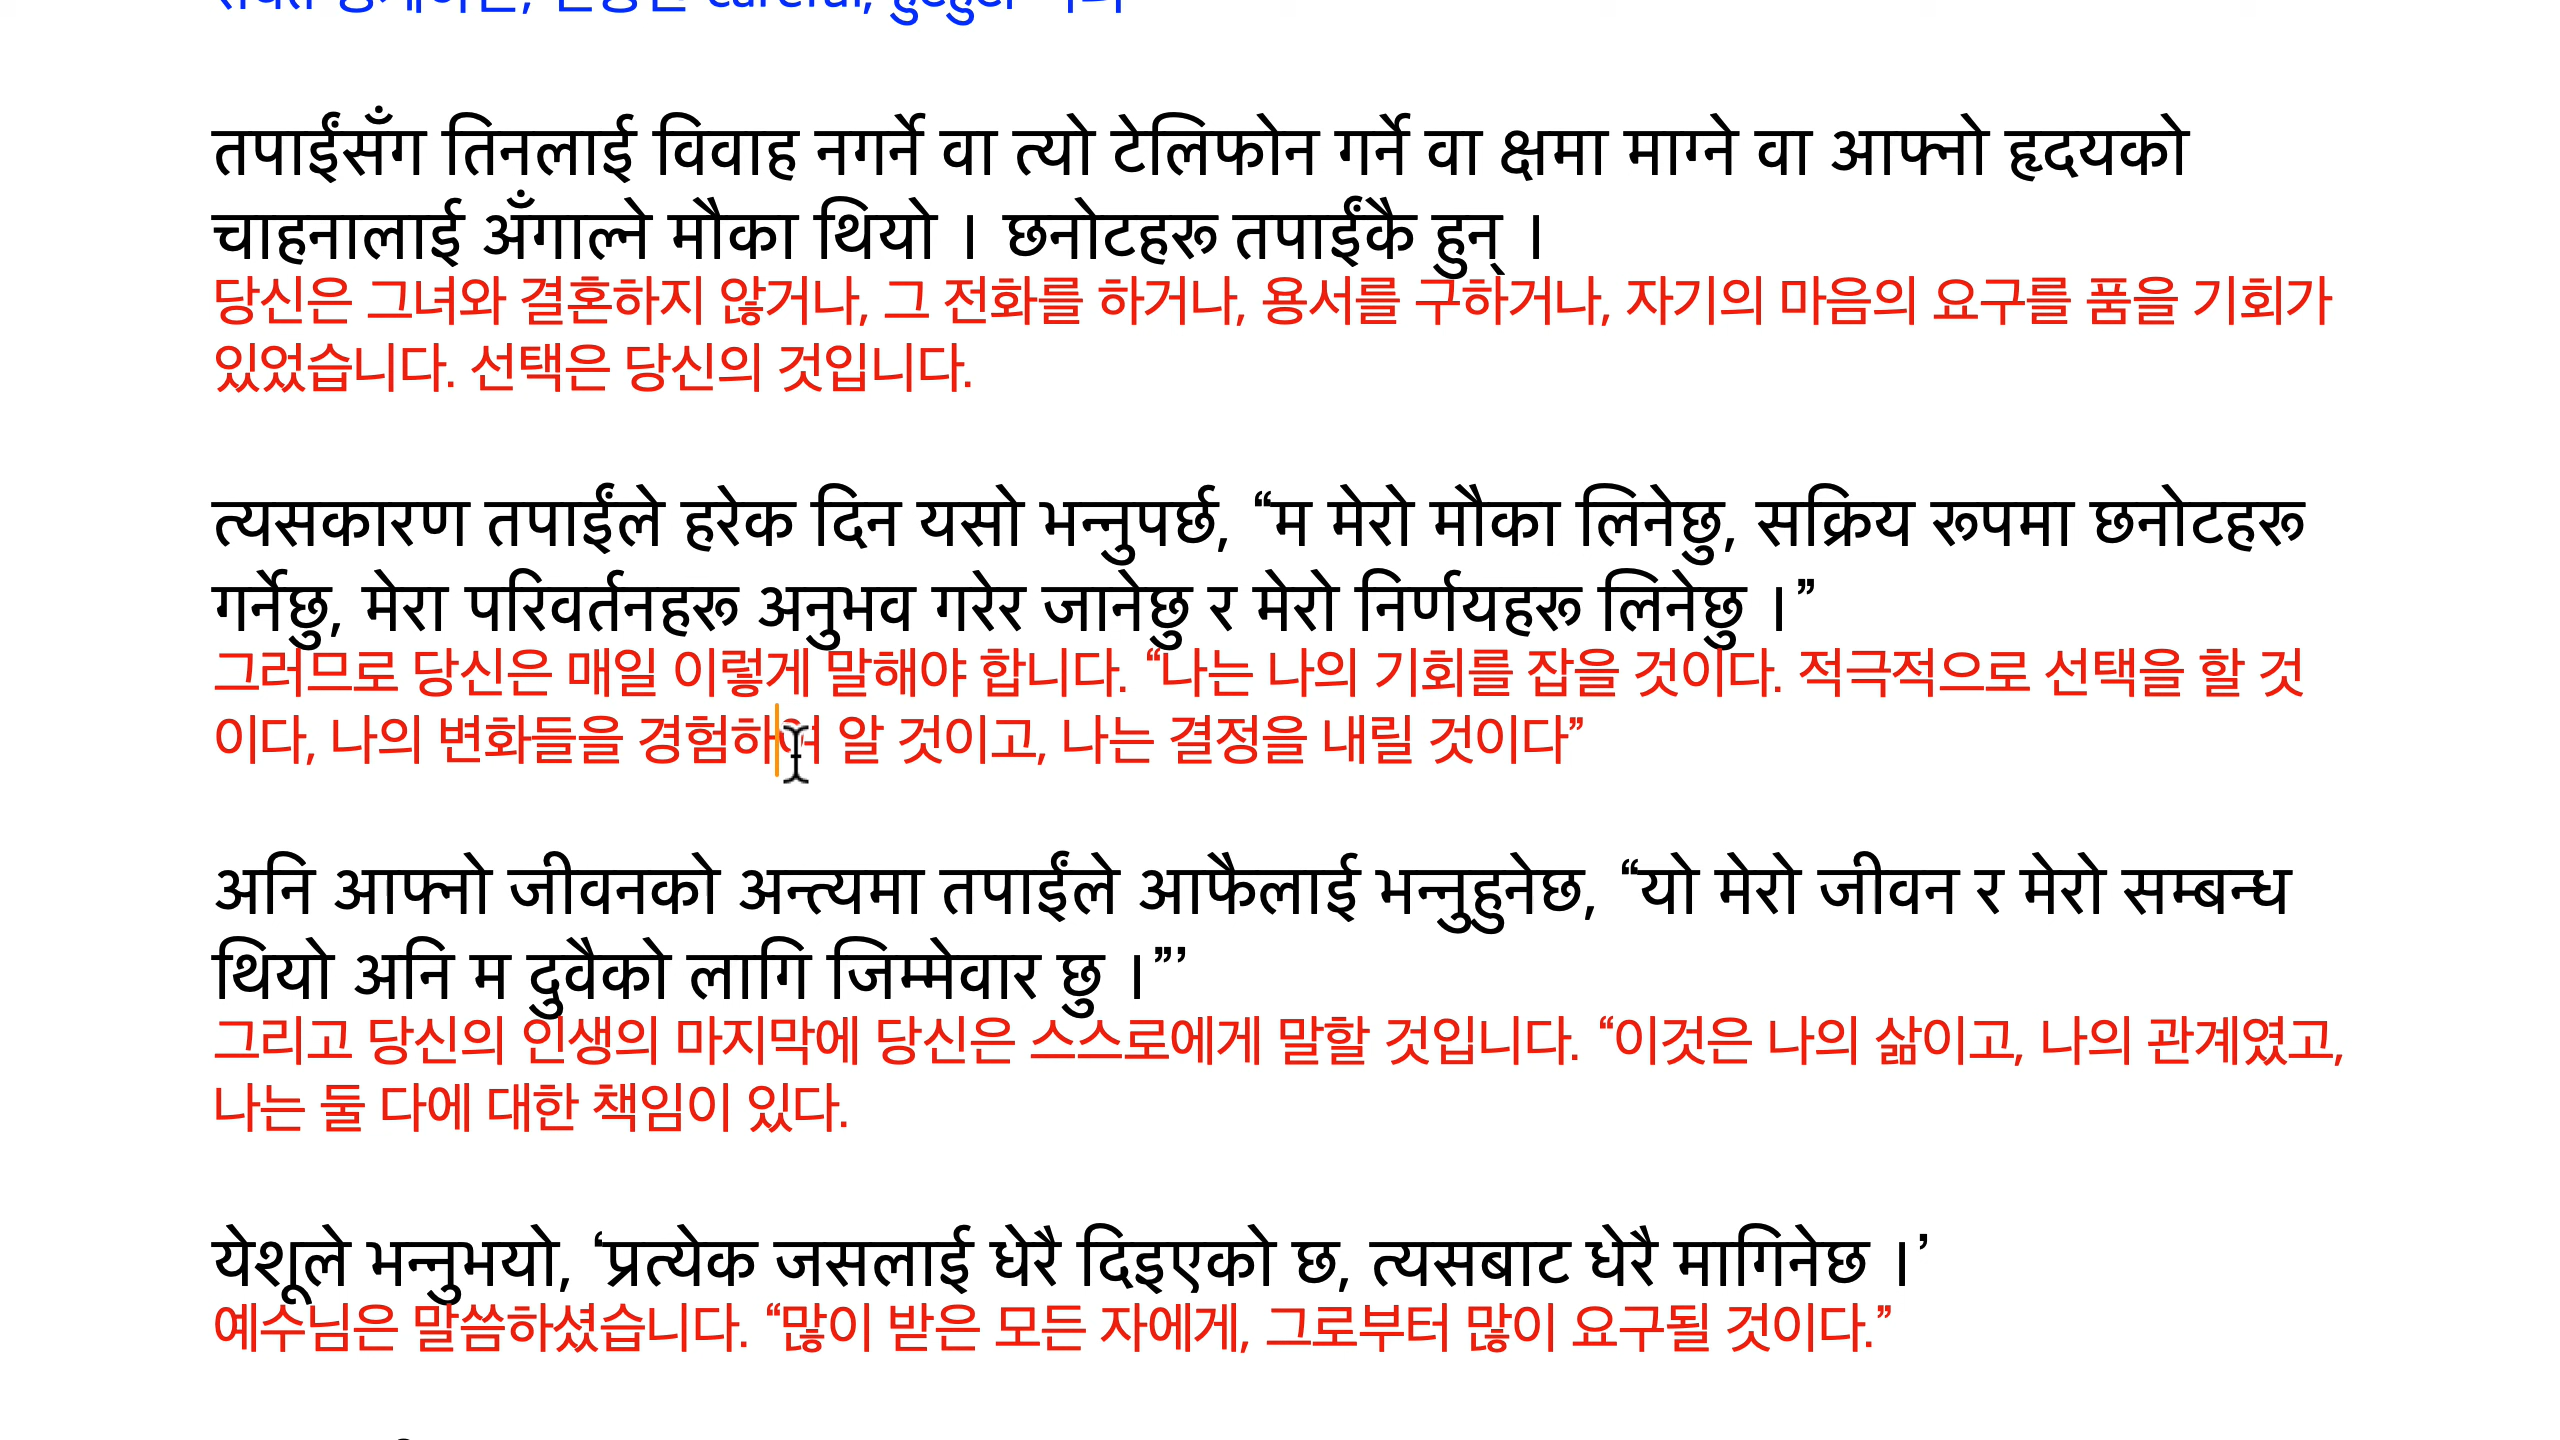 careful,
तपाईंसँग तिनलाई विवाह नगर्ने वा त्यो टेलिफोन गर्ने वा क्षमा माग्ने वा आफ्नो हृदयको
चाहनालाई अँगाल्ने मौका थियो । छनोटहरू तपाईंकै हुन् ।
당신은 그녀와 결혼하지 않거나, 그 전화를 하거나, 용서를 구하거나, 자기의 마음의 요구를 품을 기회가
있었습니다. 선택은 당신의 것입니다.
त्यसकारण तपाईंले हरेक दिन यसो भन्नुपर्छ, “म मेरो मौका लिनेछु, सक्रिय रूपमा छनोटहरू
गर्नेछु, मेरा परिवर्तनहरू अनुभव गरेर जानेछु र मेरो निर्णयहरू लिनेछु ।”
그러므로 당신은 매일 이렇게 말해야 합니다. “나는 나의 기회를 잡을 것이다. 적극적으로 선택을 할 것
이다, 나의 변화들을 경험하여 알 것이고, 나는 결정을 내릴 것이다”
अनि आफ्नो जीवनको अन्त्यमा तपाईंले आफैलाई भन्नुहुनेछ, “यो मेरो जीवन र मेरो सम्बन्ध
थियो अनि म दुवैको लागि जिम्मेवार छु ।”’
그리고 당신의 인생의 마지막에 당신은 스스로에게 말할 것입니다. “이것은 나의 삶이고, 나의 관계였고,
나는 둘 다에 대한 책임이 있다.
येशूले भन्नुभयो, ‘प्रत्येक जसलाई धेरै दिइएको छ, त्यसबाट धेरै मागिनेछ ।’
예수님은 말씀하셨습니다. “많이 받은 모든 자에게, 그로부터 많이 요구될 것이다.”